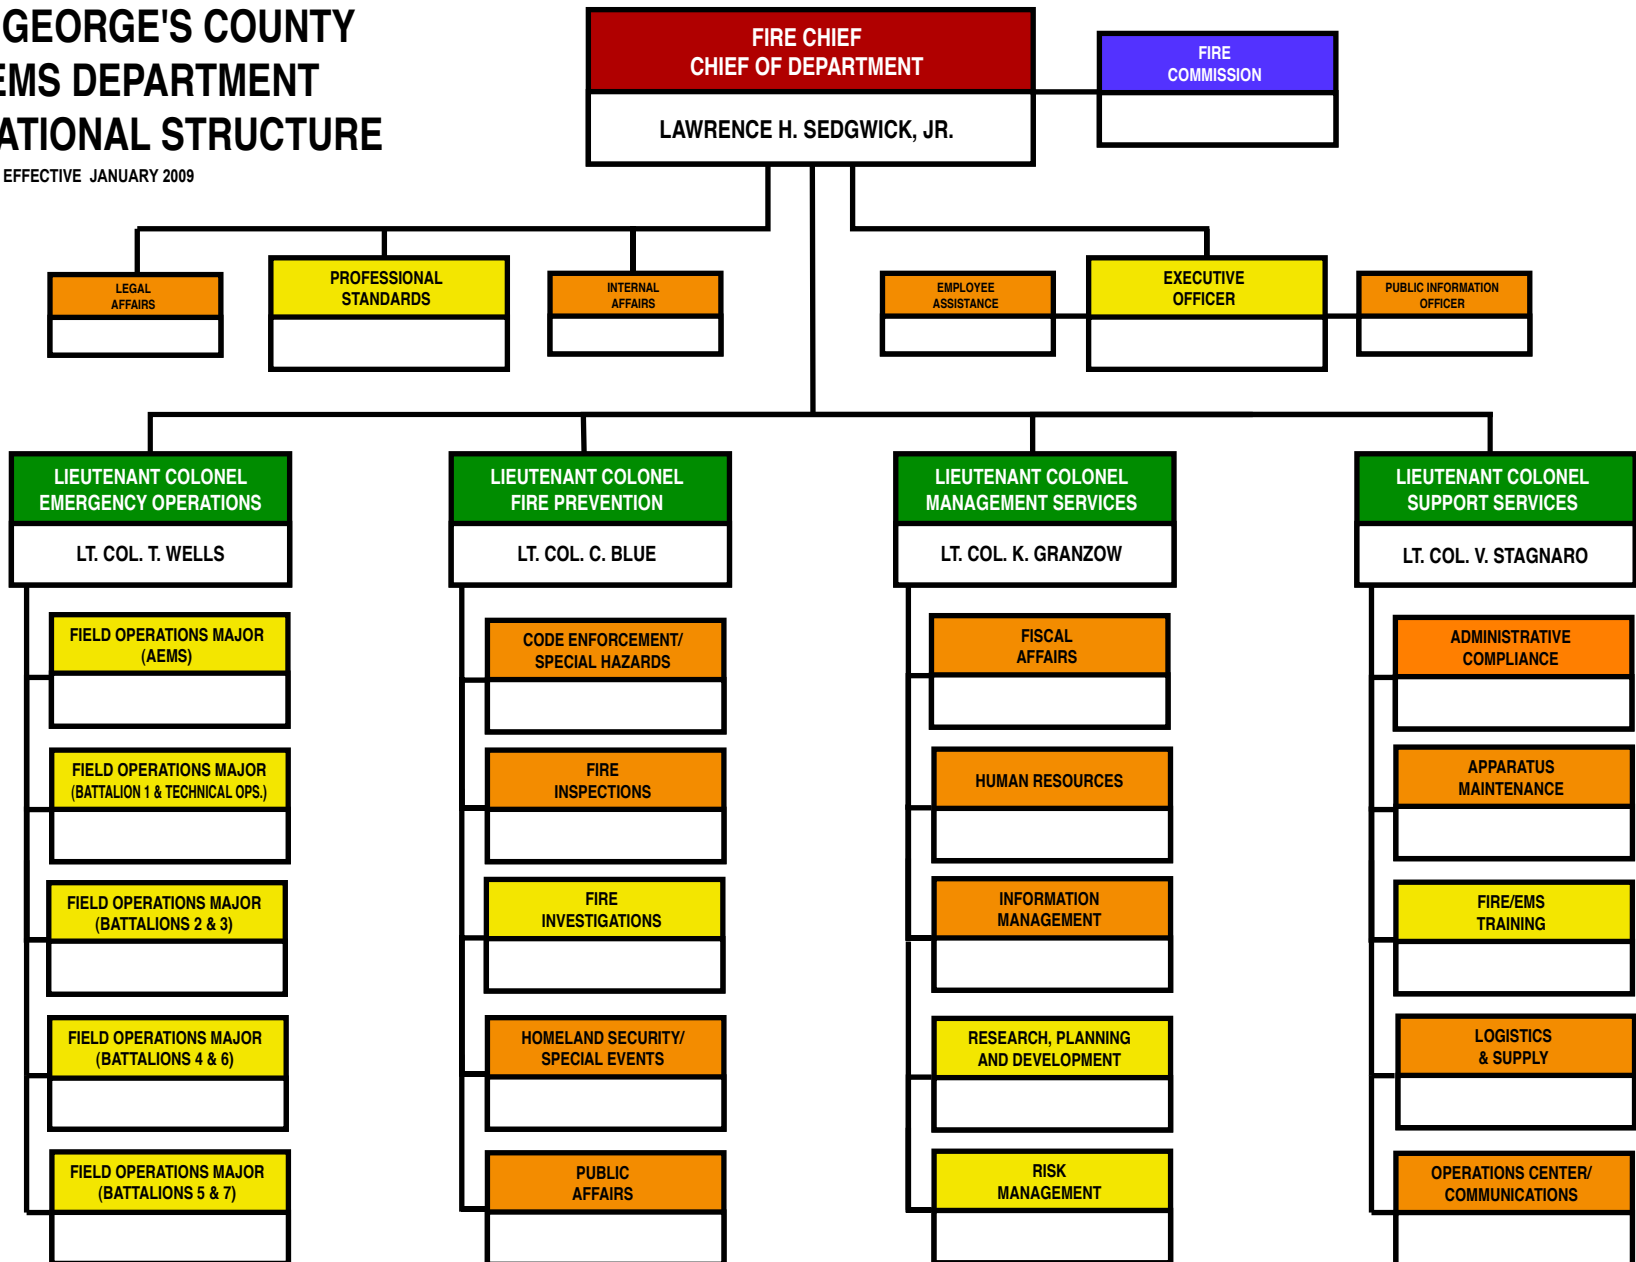 GEORGE'S COUNTY
EMS DEPARTMENT
ATIONAL STRUCTURE
EFFECTIVE JANUARY 2009
FIRE CHIEF
CHIEF OF DEPARTMENT
LAWRENCE H. SEDGWICK, JR.
FIRE
COMMISSION
LEGAL
AFFAIRS
PROFESSIONAL
STANDARDS
INTERNAL
AFFAIRS
EMPLOYEE
ASSISTANCE
EXECUTIVE
OFFICER
PUBLIC INFORMATION
OFFICER
LIEUTENANT COLONEL
EMERGENCY OPERATIONS
LT. COL. T. WELLS
FIELD OPERATIONS MAJOR
(AEMS)
FIELD OPERATIONS MAJOR
(BATTALION 1 & TECHNICAL OPS.)
FIELD OPERATIONS MAJOR
(BATTALIONS 2 & 3)
FIELD OPERATIONS MAJOR
(BATTALIONS 4 & 6)
FIELD OPERATIONS MAJOR
(BATTALIONS 5 & 7)
LIEUTENANT COLONEL
FIRE PREVENTION
LT. COL. C. BLUE
CODE ENFORCEMENT/
SPECIAL HAZARDS
FIRE
INSPECTIONS
FIRE
INVESTIGATIONS
HOMELAND SECURITY/
SPECIAL EVENTS
PUBLIC
AFFAIRS
LIEUTENANT COLONEL
MANAGEMENT SERVICES
LT. COL. K. GRANZOW
FISCAL
AFFAIRS
HUMAN RESOURCES
INFORMATION
MANAGEMENT
RESEARCH, PLANNING
AND DEVELOPMENT
RISK
MANAGEMENT
LIEUTENANT COLONEL
SUPPORT SERVICES
LT. COL. V. STAGNARO
ADMINISTRATIVE
COMPLIANCE
APPARATUS
MAINTENANCE
FIRE/EMS
TRAINING
LOGISTICS
& SUPPLY
OPERATIONS CENTER/
COMMUNICATIONS